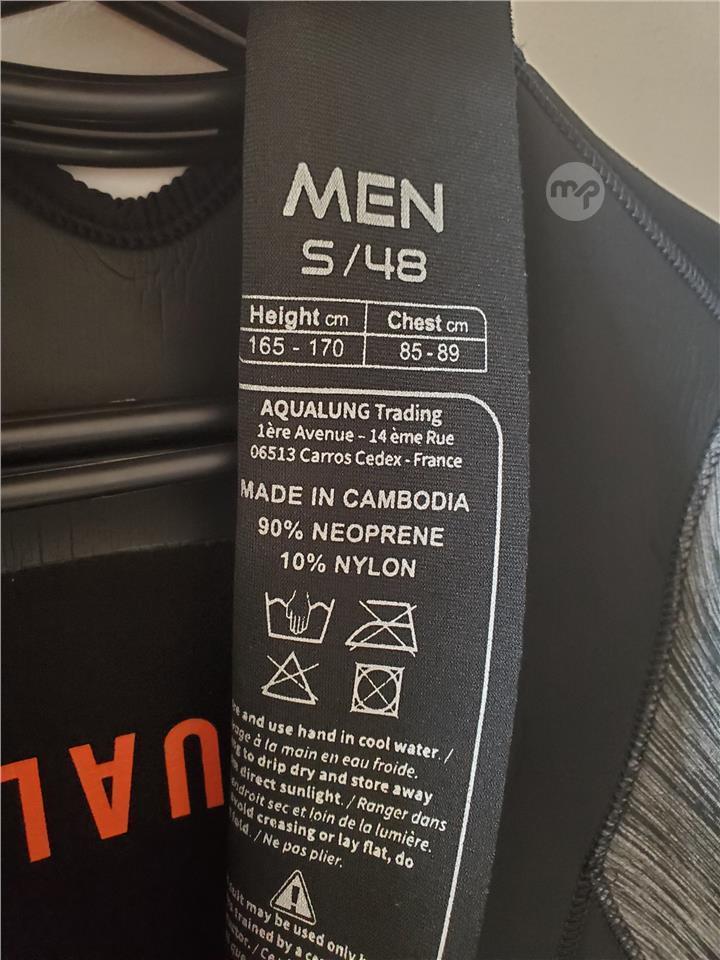 MEN
S/48
Height cm Chest cm
165 - 170 85 - 89
AQUALUNG Trading
1ère Avenue - 14 ème Rue
06513 Carros Cedex - France
MADE IN CAMBODIA
90% NEOPRENE
10% NYLON
and use hand in cool water. /
à la main en eau froide.
to drip dry and store away
direct sunlight. / Ranger dans
sec et loin de la lumière.
creasing or lay flat, do
/ Ne pas plier.
may be used only
trained by a
UAL
mp